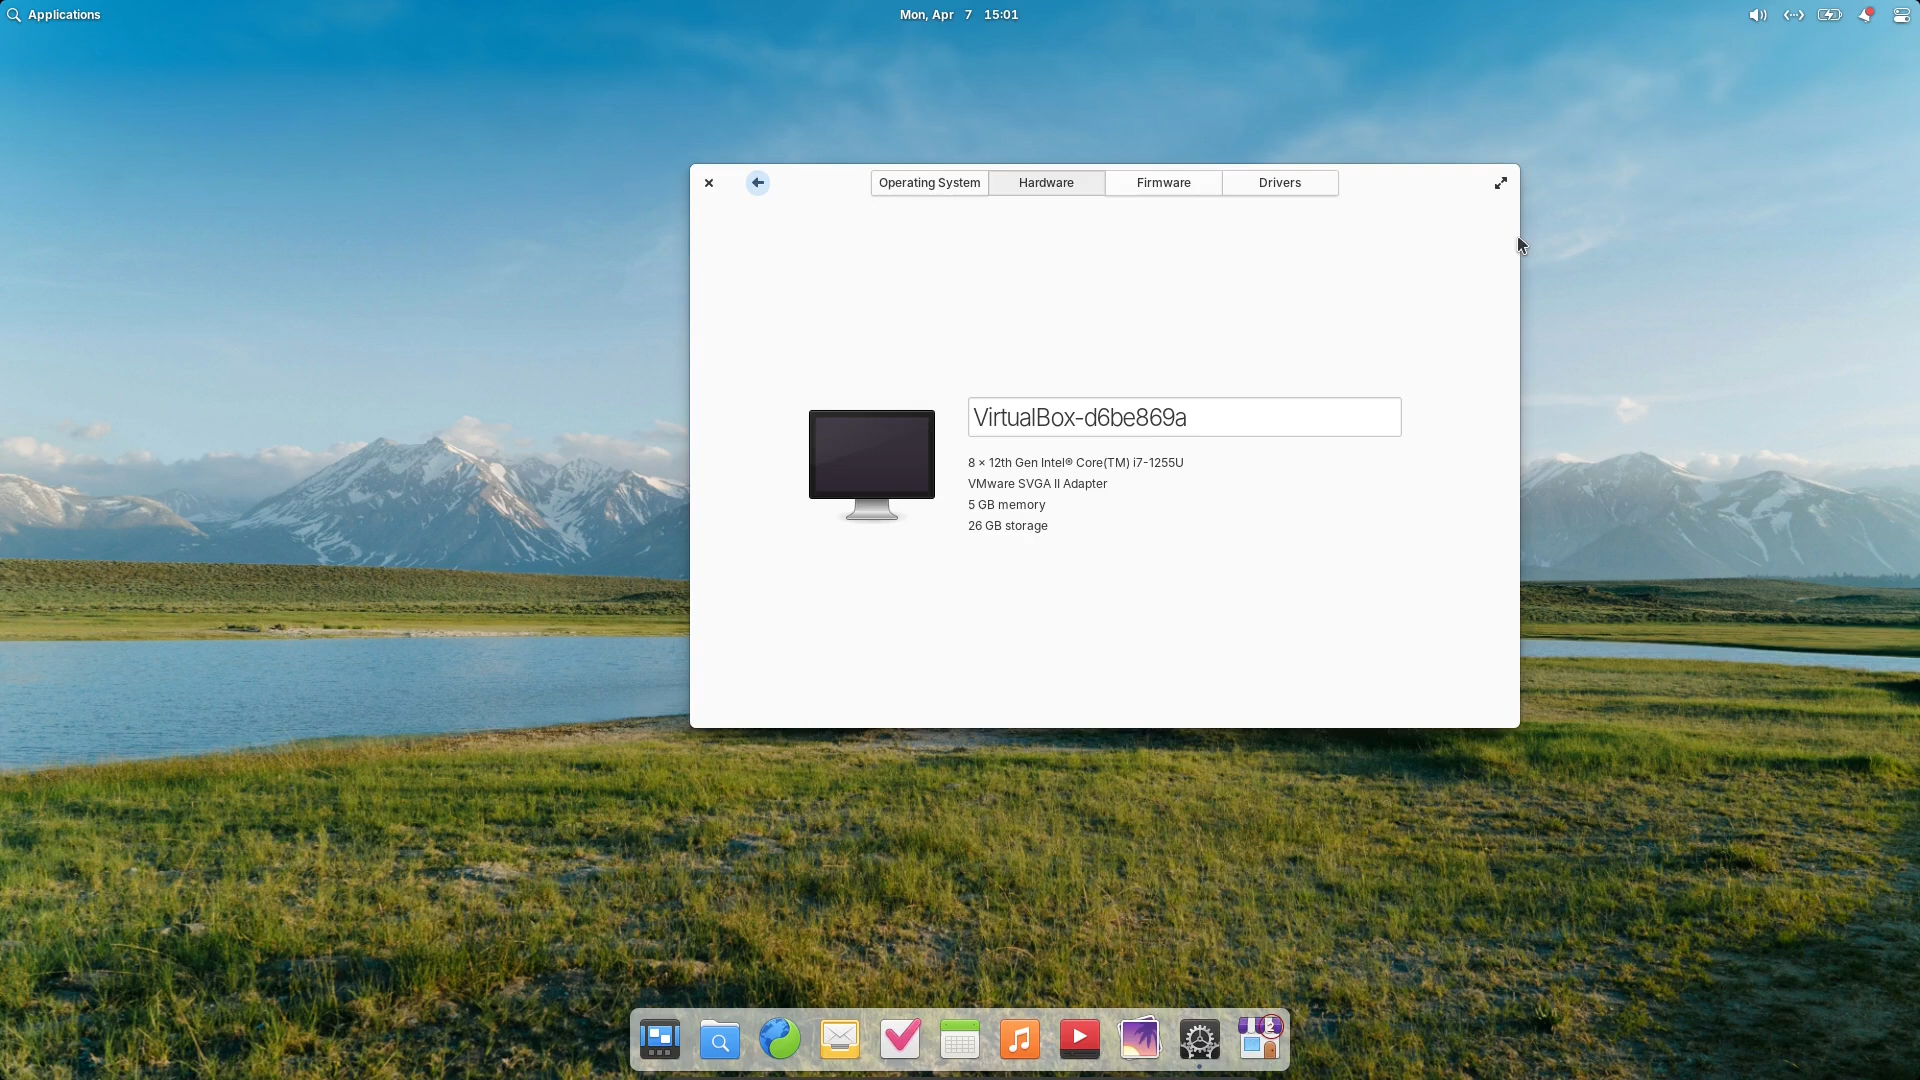 Applications
Mon, Apr 7 15:01
Operating System
Hardware
Firmware
Drivers
VirtualBox-d6be869a
8 × 12th Gen Intel® Core(TM) i7-1255U
VMware SVGA II Adapter
5 GB memory
26 GB storage
2